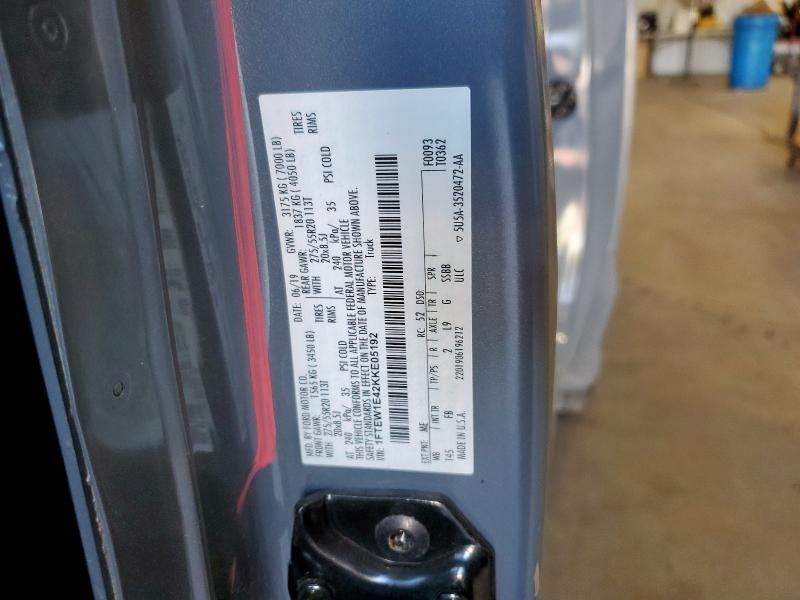 MFD. BY FORD MOTOR CO. DATE: 06/19 GVWR: 3175 KG ( 7000 LB)
FRONT GAWR: 1565 KG ( 3450 LB) REAR GAWR: 1837 KG ( 4050 LB)
WITH 275/55R20 113T TIRES WITH 275/55R20 113T TIRES
20x8.5J RIMS 20x8.5J RIMS
AT 240 kPa/ 35 PSI COLD AT 240 kPa/ 35 PSI COLD
THIS VEHICLE CONFORMS TO ALL APPLICABLE FEDERAL MOTOR VEHICLE
SAFETY STANDARDS IN EFFECT ON THE DATE OF MANUFACTURE SHOWN ABOVE.
VIN: 1FTEW1E42KKE05192 TYPE: Truck
F0093
T0362
EXT PNT: ME RC: 52 DSO:
WB INT TR TP/PS R AXLE TR SPR
145 FB 2 L9 G SSBB
MADE IN U.S.A. 2201906196212 ULC
▽ 5U5A-3520472-AA